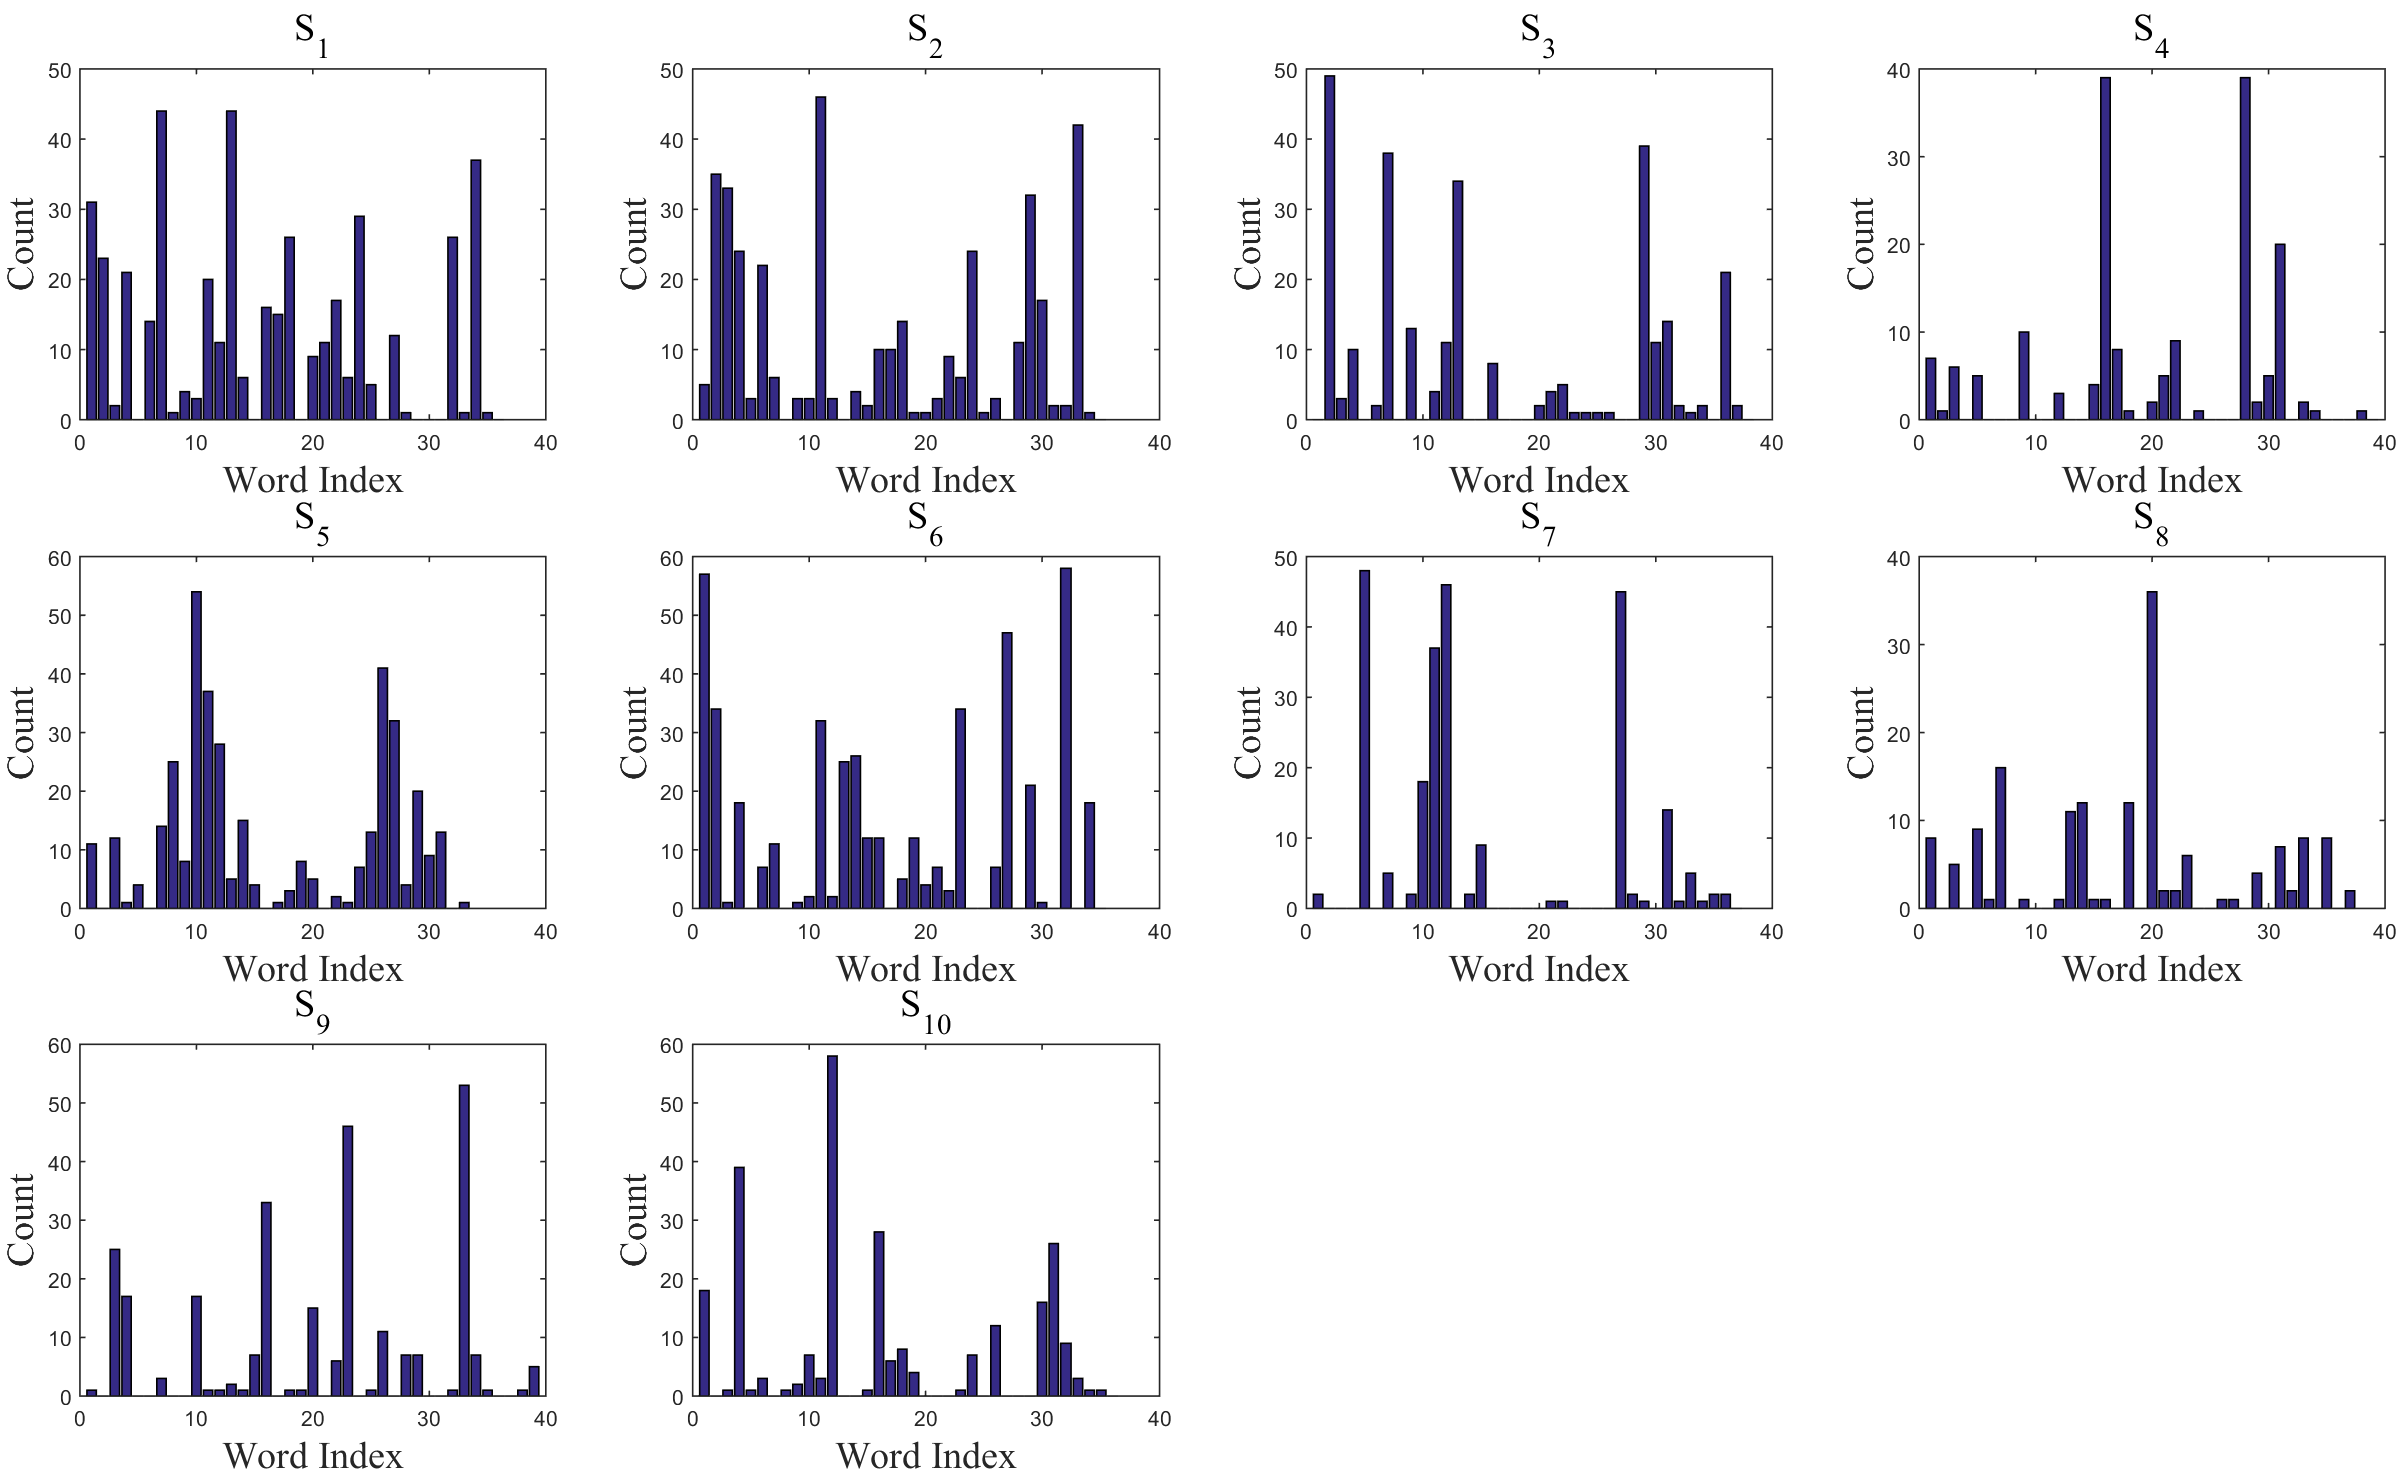 S1 S2 S3 S4
50 50 50 40
40 40 40 30
30 30 30 20
20 20 20 10
10 10 10 0
0 0 0
Count Count Count Count
0 10 20 30 40 0 10 20 30 40 0 10 20 30 40 0 10 20 30 40
Word Index Word Index Word Index Word Index
S5 S6 S7 S8
60 60 50 40
50 50 40 30
40 40 30 20
30 30 20 10
20 20 10 0
10 10 0
0 0
Count Count Count Count
0 10 20 30 40 0 10 20 30 40 0 10 20 30 40 0 10 20 30 40
Word Index Word Index Word Index Word Index
S9 S10
60 60
50 50
40 40
30 30
20 20
10 10
0 0
Count Count
0 10 20 30 40 0 10 20 30 40
Word Index Word Index